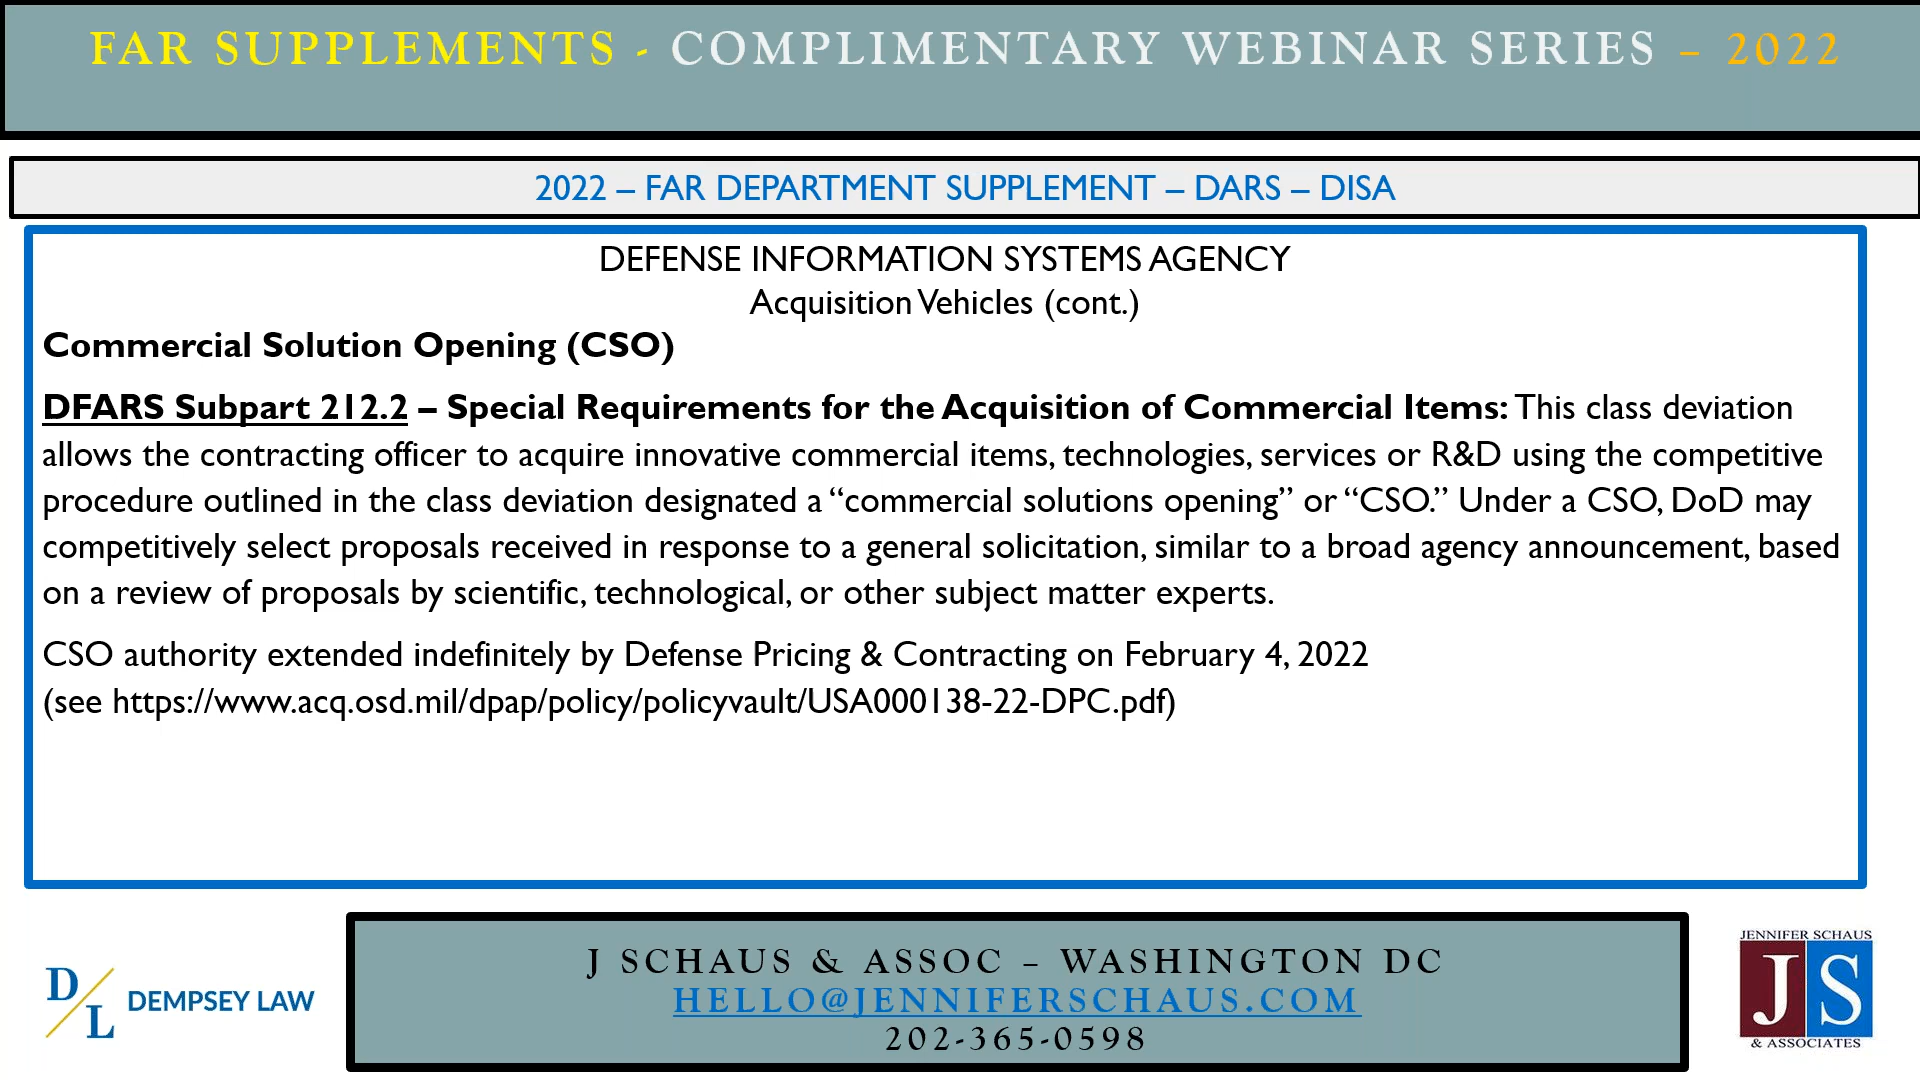 FAR SUPPLEMENTS - COMPLIMENTARY WEBINAR SERIES – 2022
2022 – FAR DEPARTMENT SUPPLEMENT – DARS – DISA
DEFENSE INFORMATION SYSTEMS AGENCY
Acquisition Vehicles (cont.)
Commercial Solution Opening (CSO)
DFARS Subpart 212.2 – Special Requirements for the Acquisition of Commercial Items: This class deviation
allows the contracting officer to acquire innovative commercial items, technologies, services or R&D using the competitive
procedure outlined in the class deviation designated a “commercial solutions opening” or “CSO.” Under a CSO, DoD may
competitively select proposals received in response to a general solicitation, similar to a broad agency announcement, based
on a review of proposals by scientific, technological, or other subject matter experts.
CSO authority extended indefinitely by Defense Pricing & Contracting on February 4, 2022
(see https://www.acq.osd.mil/dpap/policy/policyvault/USA000138-22-DPC.pdf)
D/L DEMPSEY LAW
J SCHAUS & ASSOC – WASHINGTON DC
HELLO@JENNIFERSCHAUS.COM
202-365-0598
JENNIFER SCHAUS
JS
& ASSOCIATES